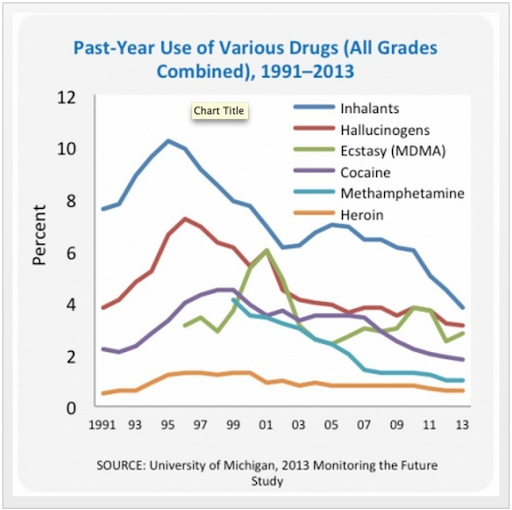 Past-Year Use of Various Drugs (All Grades
Combined), 1991–2013
Chart Title
Inhalants
Hallucinogens
Ecstasy (MDMA)
Cocaine
Methamphetamine
Heroin
Percent
12
10
8
6
4
2
0
1991 93 95 97 99 01 03 05 07 09 11 13
SOURCE: University of Michigan, 2013 Monitoring the Future
Study